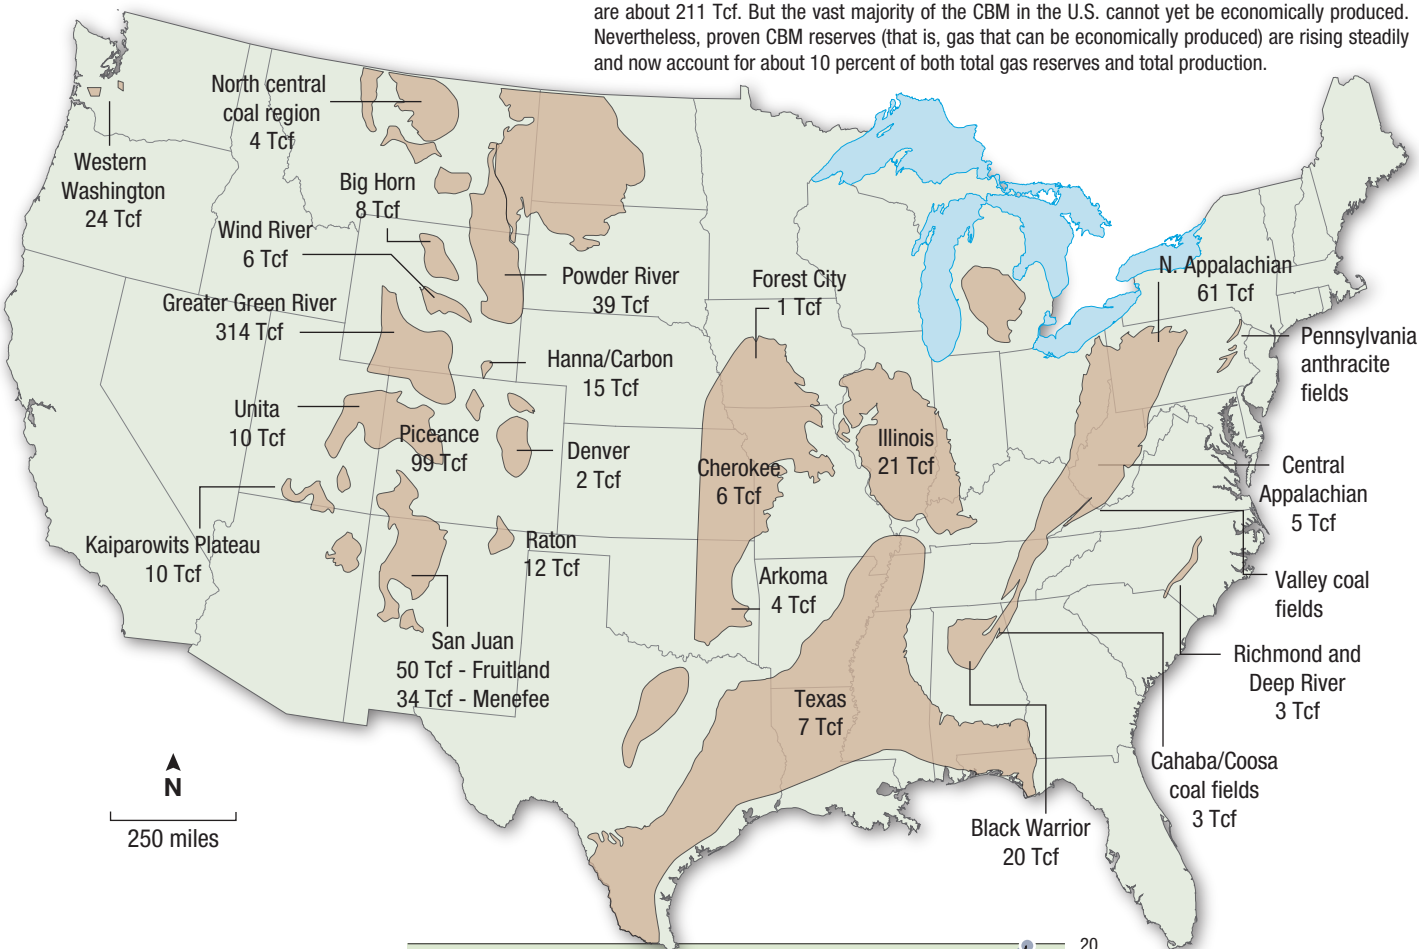 are about 211 Tcf. But the vast majority of the CBM in the U.S. cannot yet be economically produced.
Nevertheless, proven CBM reserves (that is, gas that can be economically produced) are rising steadily
and now account for about 10 percent of both total gas reserves and total production.
North central
coal region
4 Tcf
Western
Washington
24 Tcf
Big Horn
8 Tcf
Wind River
6 Tcf
Greater Green River
314 Tcf
Powder River
39 Tcf
Forest City
1 Tcf
N. Appalachian
61 Tcf
Pennsylvania
anthracite
fields
Hanna/Carbon
15 Tcf
Unita
10 Tcf
Piceance
99 Tcf
Denver
2 Tcf
Cherokee
6 Tcf
Illinois
21 Tcf
Central
Appalachian
5 Tcf
Kaiparowits Plateau
10 Tcf
Raton
12 Tcf
Arkoma
4 Tcf
Valley coal
fields
San Juan
50 Tcf - Fruitland
34 Tcf - Menefee
Richmond and
Deep River
3 Tcf
Texas
7 Tcf
Cahaba/Coosa
coal fields
3 Tcf
Black Warrior
20 Tcf
N
250 miles
20